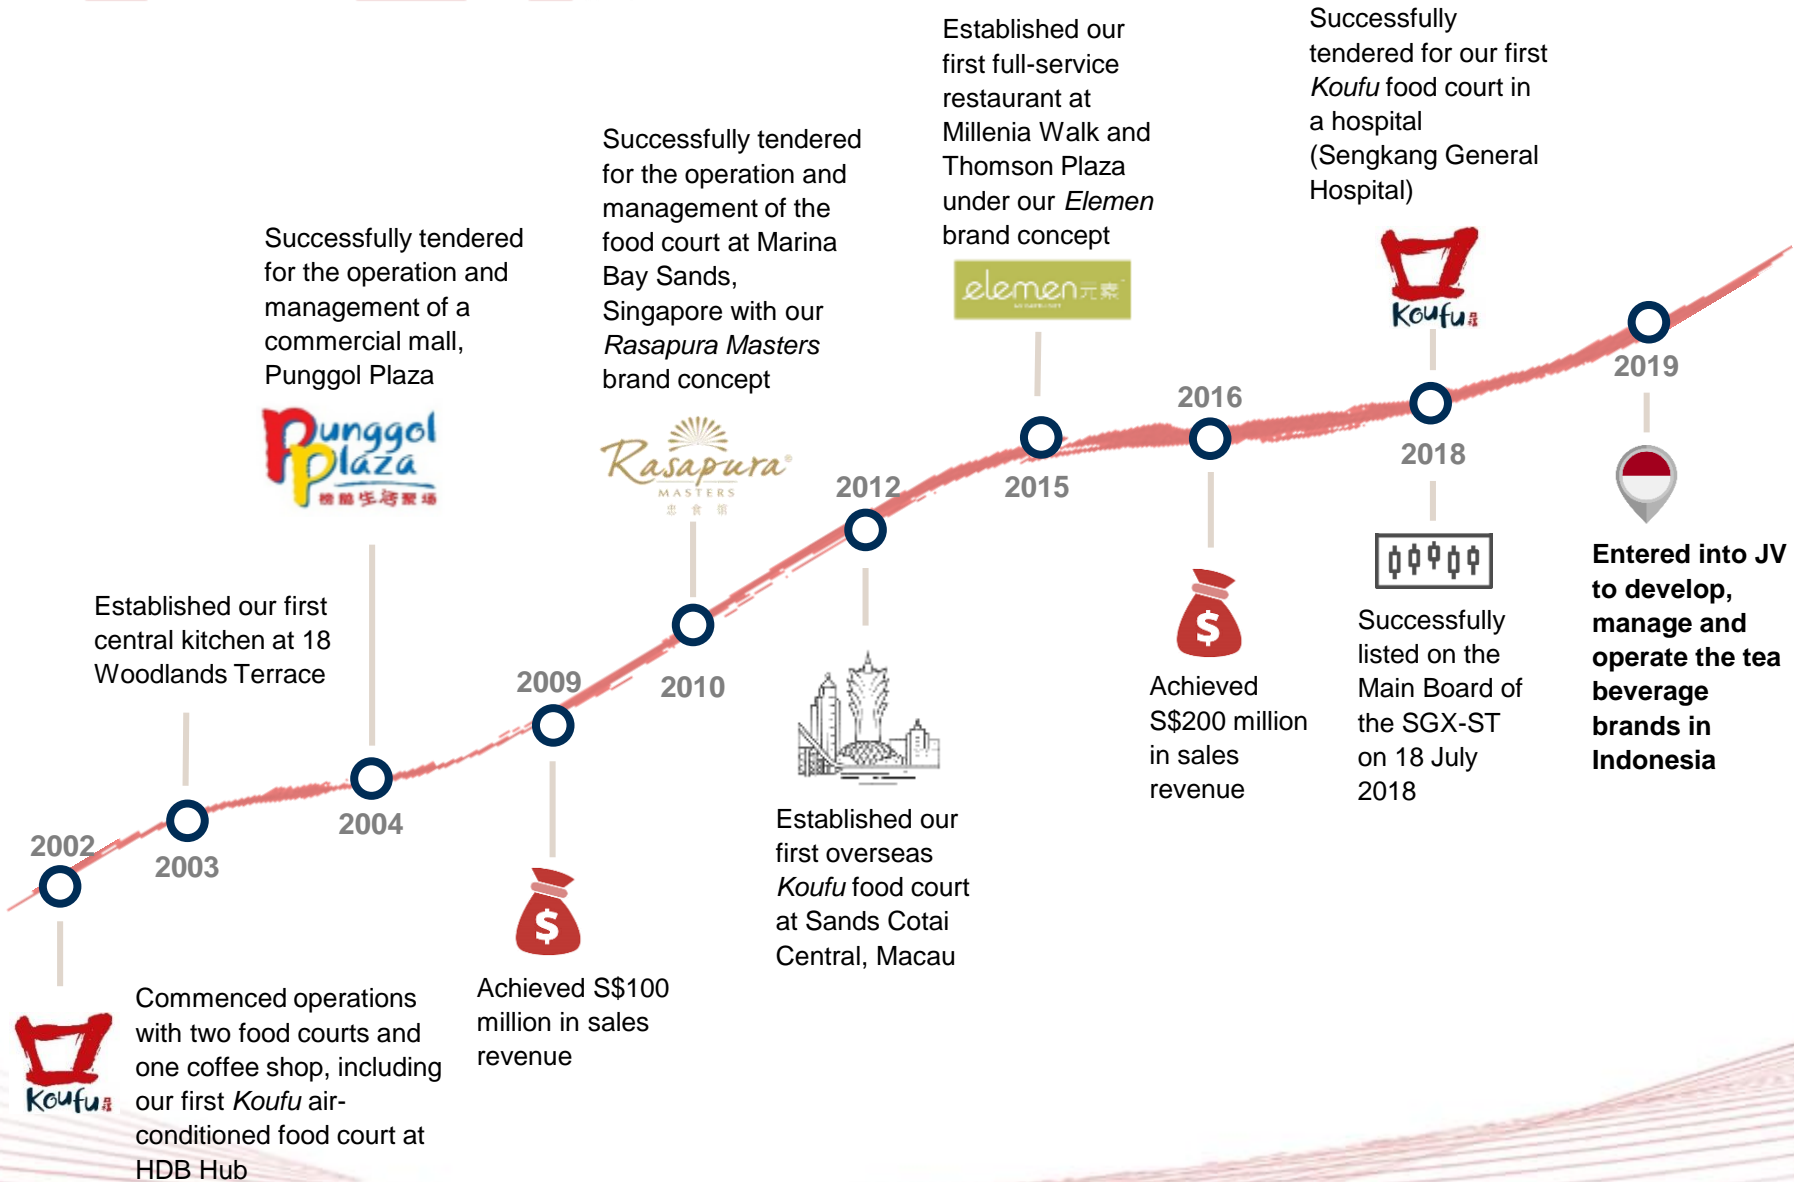 2002
Commenced operations
with two food courts and
one coffee shop, including
our first Koufu air-
conditioned food court at
HDB Hub
Koufu
Established our first
central kitchen at 18
Woodlands Terrace
2003
Successfully tendered
for the operation and
management of a
commercial mall,
Punggol Plaza
Punggol
Plaza
2004
2009
$
Achieved S$100
million in sales
revenue
Successfully tendered
for the operation and
management of the
food court at Marina
Bay Sands,
Singapore with our
Rasapura Masters
brand concept
Rasapura®
MASTERS
2010
2012
Established our
first overseas
Koufu food court
at Sands Cotai
Central, Macau
Established our
first full-service
restaurant at
Millenia Walk and
Thomson Plaza
under our Elemen
brand concept
elemen元素
2015
2016
$
Achieved
S$200 million
in sales
revenue
Successfully
tendered for our first
Koufu food court in
a hospital
(Sengkang General
Hospital)
Koufu
2018
Successfully
listed on the
Main Board of
the SGX-ST
on 18 July
2018
2019
Entered into JV
to develop,
manage and
operate the tea
beverage
brands in
Indonesia